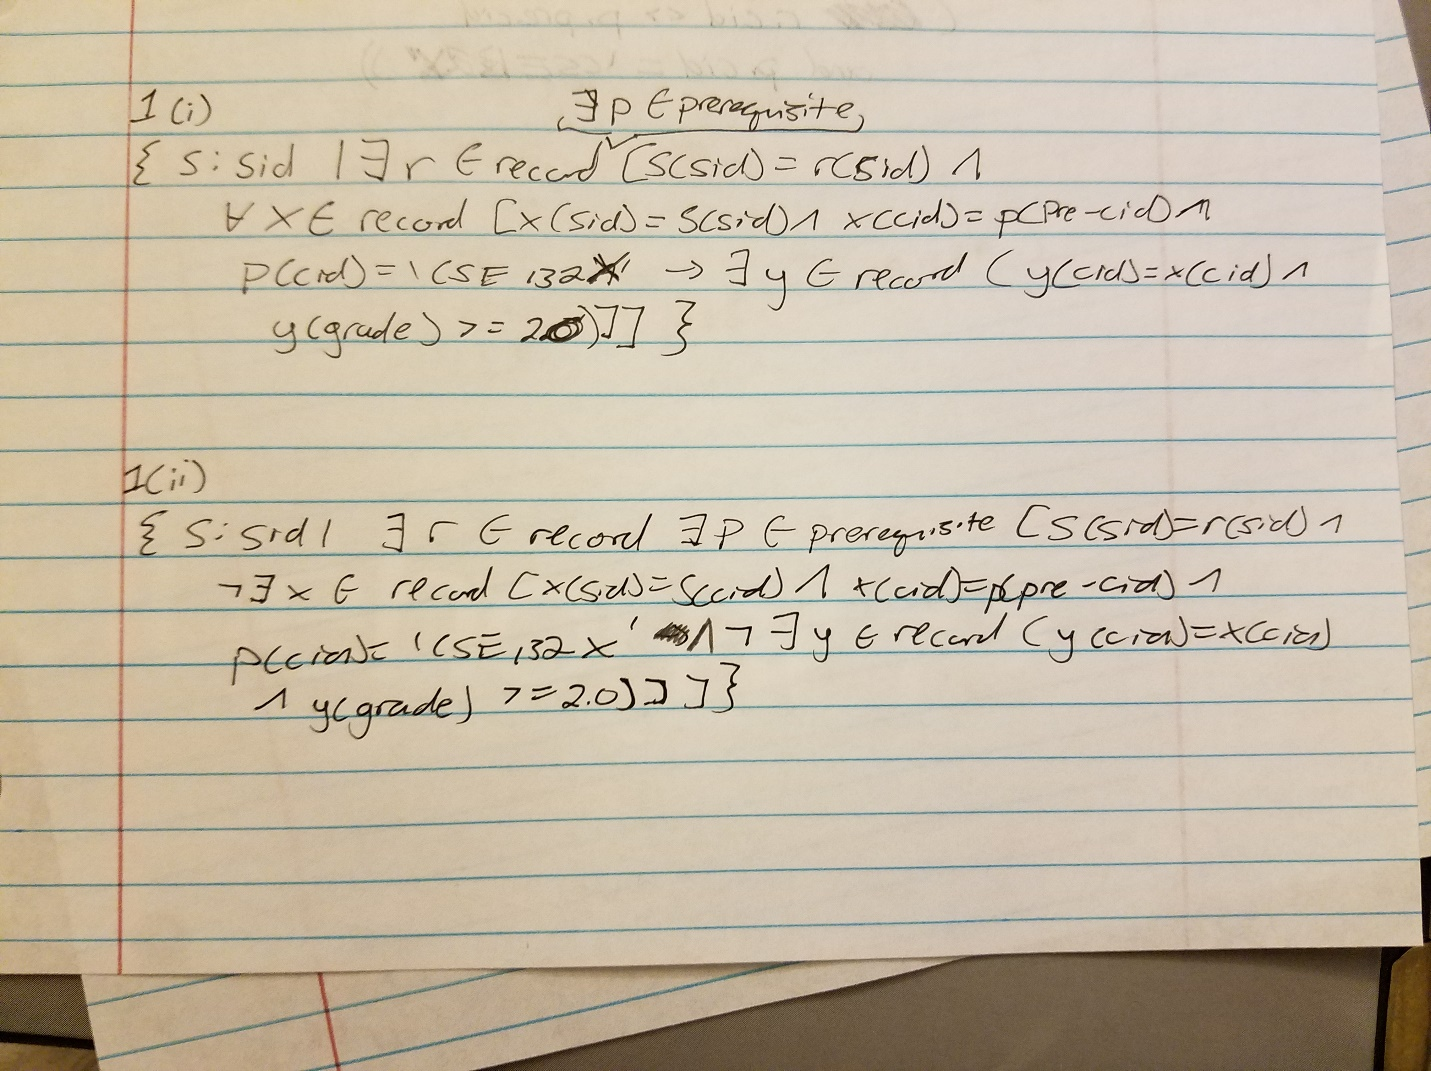 1 (i)
∃ p ∈ prerequisite,
{ s: sid | ∃ r ∈ record [s(sid) = r(sid) ∧
∀ x ∈ record [x(sid) = s(sid) ∧ x(cid) = p(pre-cid) ∧
p(cid) = 'CSE 132X' → ∃ y ∈ record ( y(cid)=x(cid) ∧
y(grade) >= 2.0)]] }
1(ii)
{ s: sid | ∃ r ∈ record ∃ p ∈ prerequisite [s(sid)=r(sid) ∧
¬∃ x ∈ record [x(sid)=s(cid) ∧ x(cid)=p(pre-cid) ∧
p(cid)= 'CSE 132X' ∧ ¬ ∃ y ∈ record ( y(cid)=x(cid)
∧ y(grade) >= 2.0)]]]}